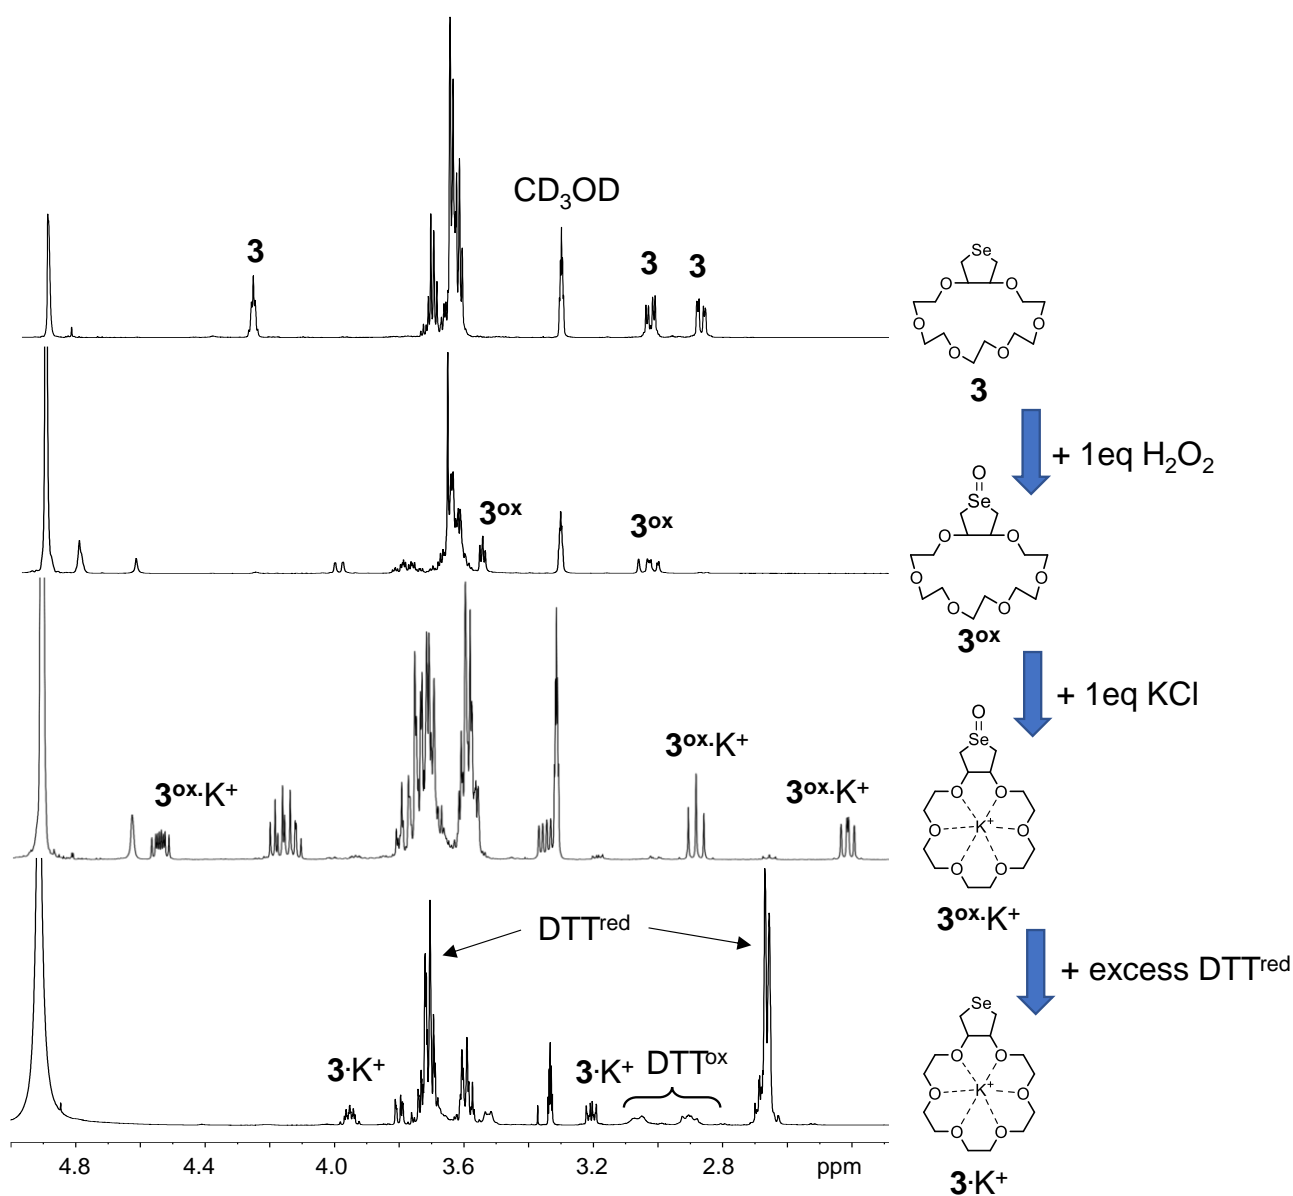 CD3OD
3
3
3
Se
O
O
O
O
O
O
3
+ 1eq H2O2
3ox
3ox
O
Se
O
O
O
O
O
O
3ox
+ 1eq KCl
3ox·K+
3ox·K+
3ox·K+
O
Se
O
O
O
K+
O
O
O
3ox·K+
DTTred
+ excess DTTred
3·K+
3·K+
DTTox
Se
O
O
O
K+
O
O
O
3·K+
4.8 4.4 4.0 3.6 3.2 2.8 ppm